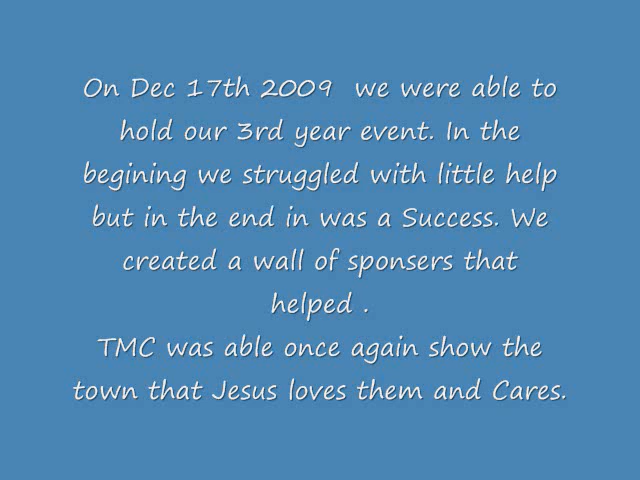 On Dec 17th 2009 we were able to
hold our 3rd year event. In the
begining we struggled with little help
but in the end in was a Success. We
created a wall of sponsers that
helped .
TMC was able once again show the
town that Jesus loves them and Cares.